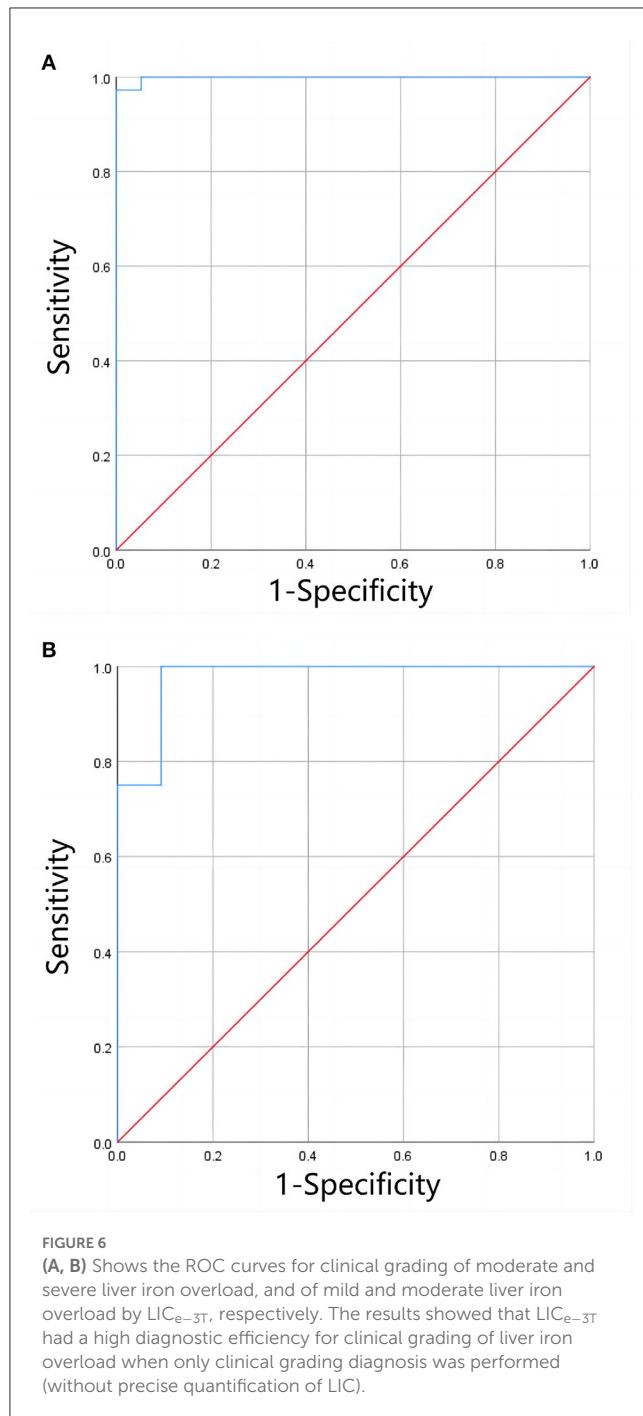 A
1.0
0.8
0.6
0.4
0.2
0.0
Sensitivity
0.0 0.2 0.4 0.6 0.8 1.0
1-Specificity
B
1.0
0.8
0.6
0.4
0.2
0.0
Sensitivity
0.0 0.2 0.4 0.6 0.8 1.0
1-Specificity
FIGURE 6
(A, B) Shows the ROC curves for clinical grading of moderate and
severe liver iron overload, and of mild and moderate liver iron
overload by LICe−3T, respectively. The results showed that LICe−3T
had a high diagnostic efficiency for clinical grading of liver iron
overload when only clinical grading diagnosis was performed
(without precise quantification of LIC).